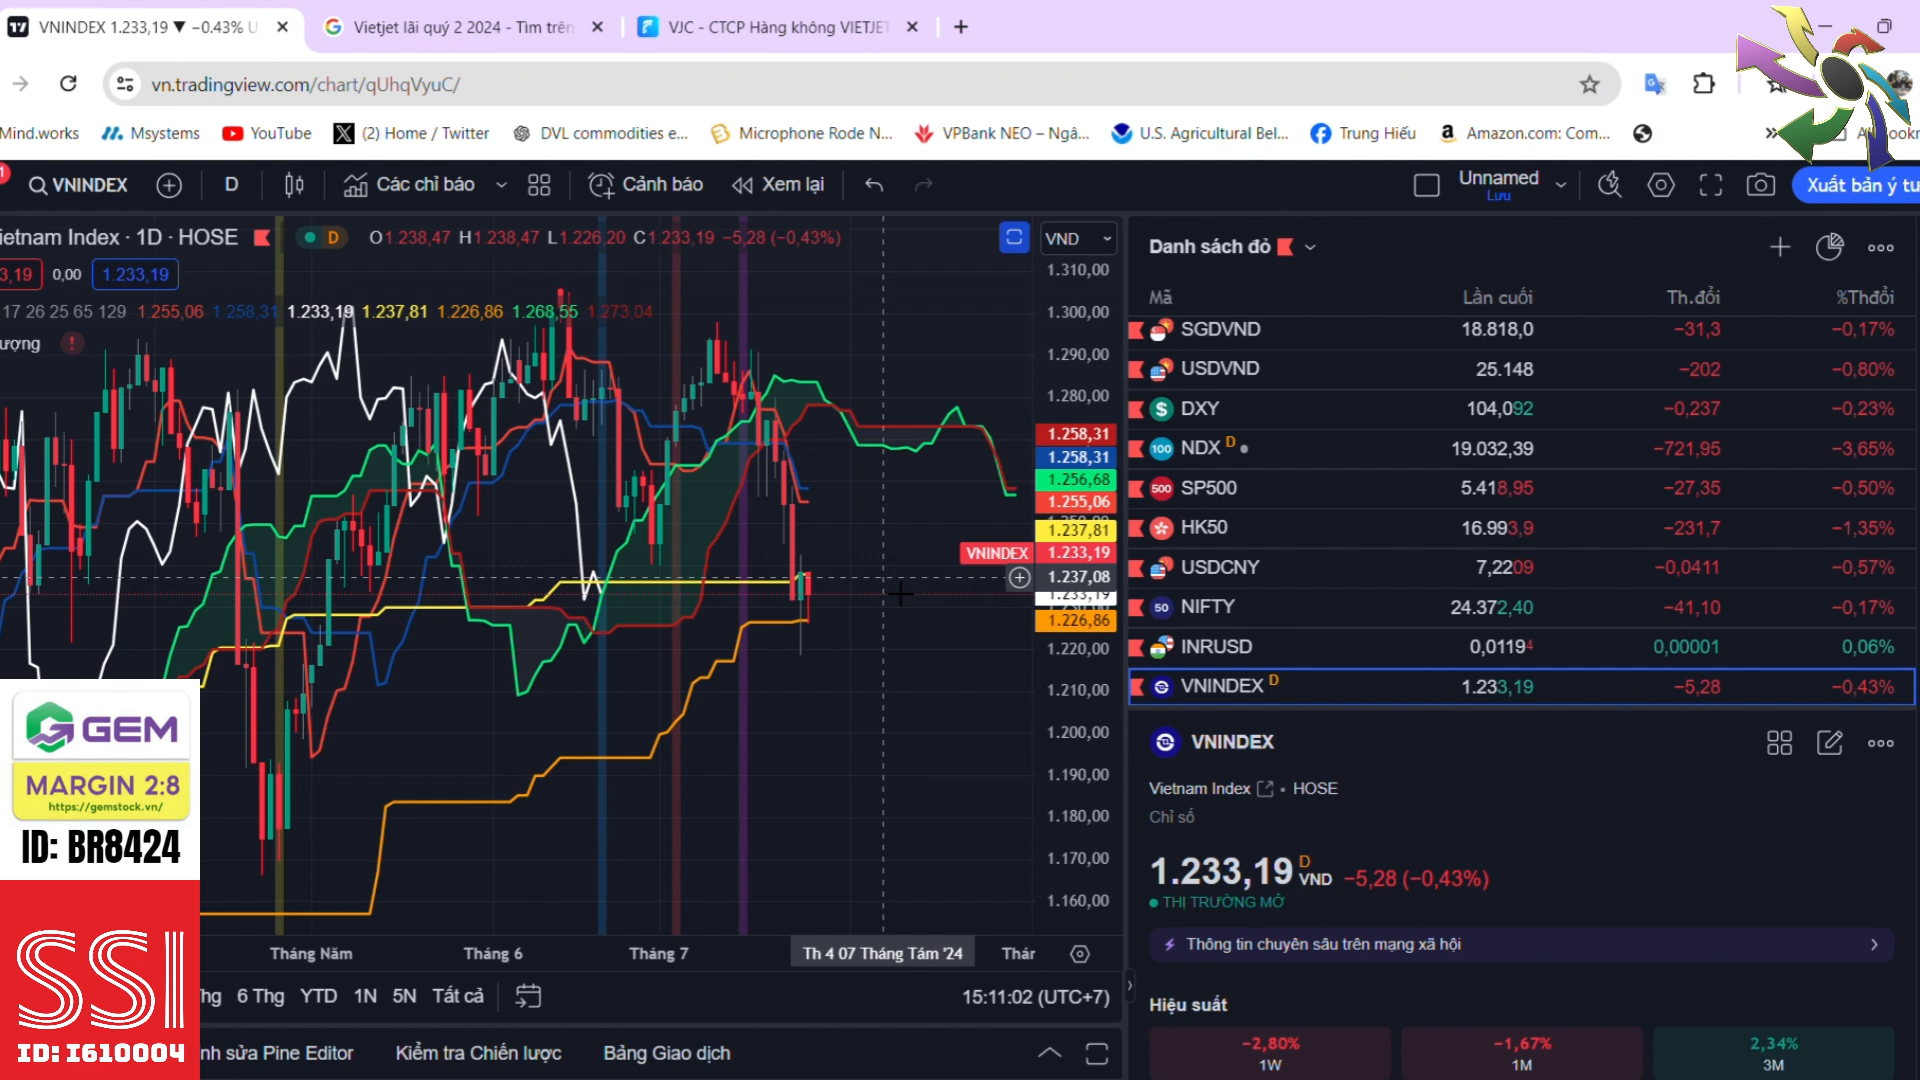 VNINDEX 1.233,19 ▼ −0.43% U
Vietjet lãi quý 2 2024 - Tìm trên
VJC - CTCP Hàng không VIETJET
vn.tradingview.com/chart/qUhqVyuC/
Mind.works
Msystems
YouTube
(2) Home / Twitter
DVL commodities e...
Microphone Rode N...
VPBank NEO – Ngâ...
U.S. Agricultural Bel...
Trung Hiếu
Amazon.com: Com...
VNINDEX
D
Các chỉ báo
Cảnh báo
Xem lại
Unnamed
Lưu
Xuất bản ý tư
ietnam Index · 1D · HOSE
D
O1.238,47 H1.238,47 L1.226,20 C1.233,19 −5,28 (−0,43%)
VND
3,19 0,00 1.233,19
17 26 25 65 129 1.255,06 1.258,31 1.233,19 1.237,81 1.226,86 1.268,55 1.273,04
ượng
1.310,00
1.300,00
1.290,00
1.280,00
1.258,31
1.258,31
1.256,68
1.255,06
1.237,81
VNINDEX 1.233,19
1.237,08
1.233,19
1.226,86
1.220,00
1.210,00
1.200,00
1.190,00
1.180,00
1.170,00
1.160,00
Tháng Năm
Tháng 6
Tháng 7
Th 4 07 Tháng Tám '24
Thár
6 Thg
YTD
1N
5N
Tất cả
15:11:02 (UTC+7)
nh sửa Pine Editor
Kiểm tra Chiến lược
Bảng Giao dịch
Danh sách đỏ
Mã Lần cuối Th.đổi %Thđổi
SGDVND 18.818,0 −31,3 −0,17%
USDVND 25.148 −202 −0,80%
DXY 104,092 −0,237 −0,23%
100 NDX D 19.032,39 −721,95 −3,65%
500 SP500 5.418,95 −27,35 −0,50%
HK50 16.993,9 −231,7 −1,35%
USDCNY 7,2209 −0,0411 −0,57%
50 NIFTY 24.372,40 −41,10 −0,17%
INRUSD 0,01194 0,00001 0,06%
VNINDEX D 1.233,19 −5,28 −0,43%
VNINDEX
Vietnam Index • HOSE
Chỉ số
1.233,19 D VND −5,28 (−0,43%)
THỊ TRƯỜNG MỞ
Thông tin chuyên sâu trên mạng xã hội
Hiệu suất
−2,80%
1W
−1,67%
1M
2,34%
3M
GEM
MARGIN 2:8
https://gemstock.vn/
ID: BR8424
SSI
ID: I610004